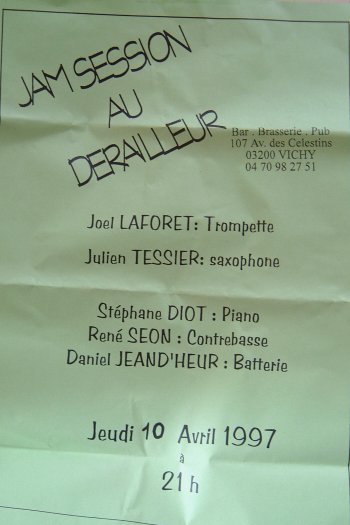 JAM SESSION
AU
DERAILLEUR
Bar . Brasserie . Pub
107 Av. des Celestins
03200 VICHY
04 70 98 27 51
Joel LAFORET: Trompette
Julien TESSIER: saxophone
Stéphane DIOT : Piano
René SEON : Contrebasse
Daniel JEAND'HEUR : Batterie
Jeudi 10 Avril 1997
à
21 h